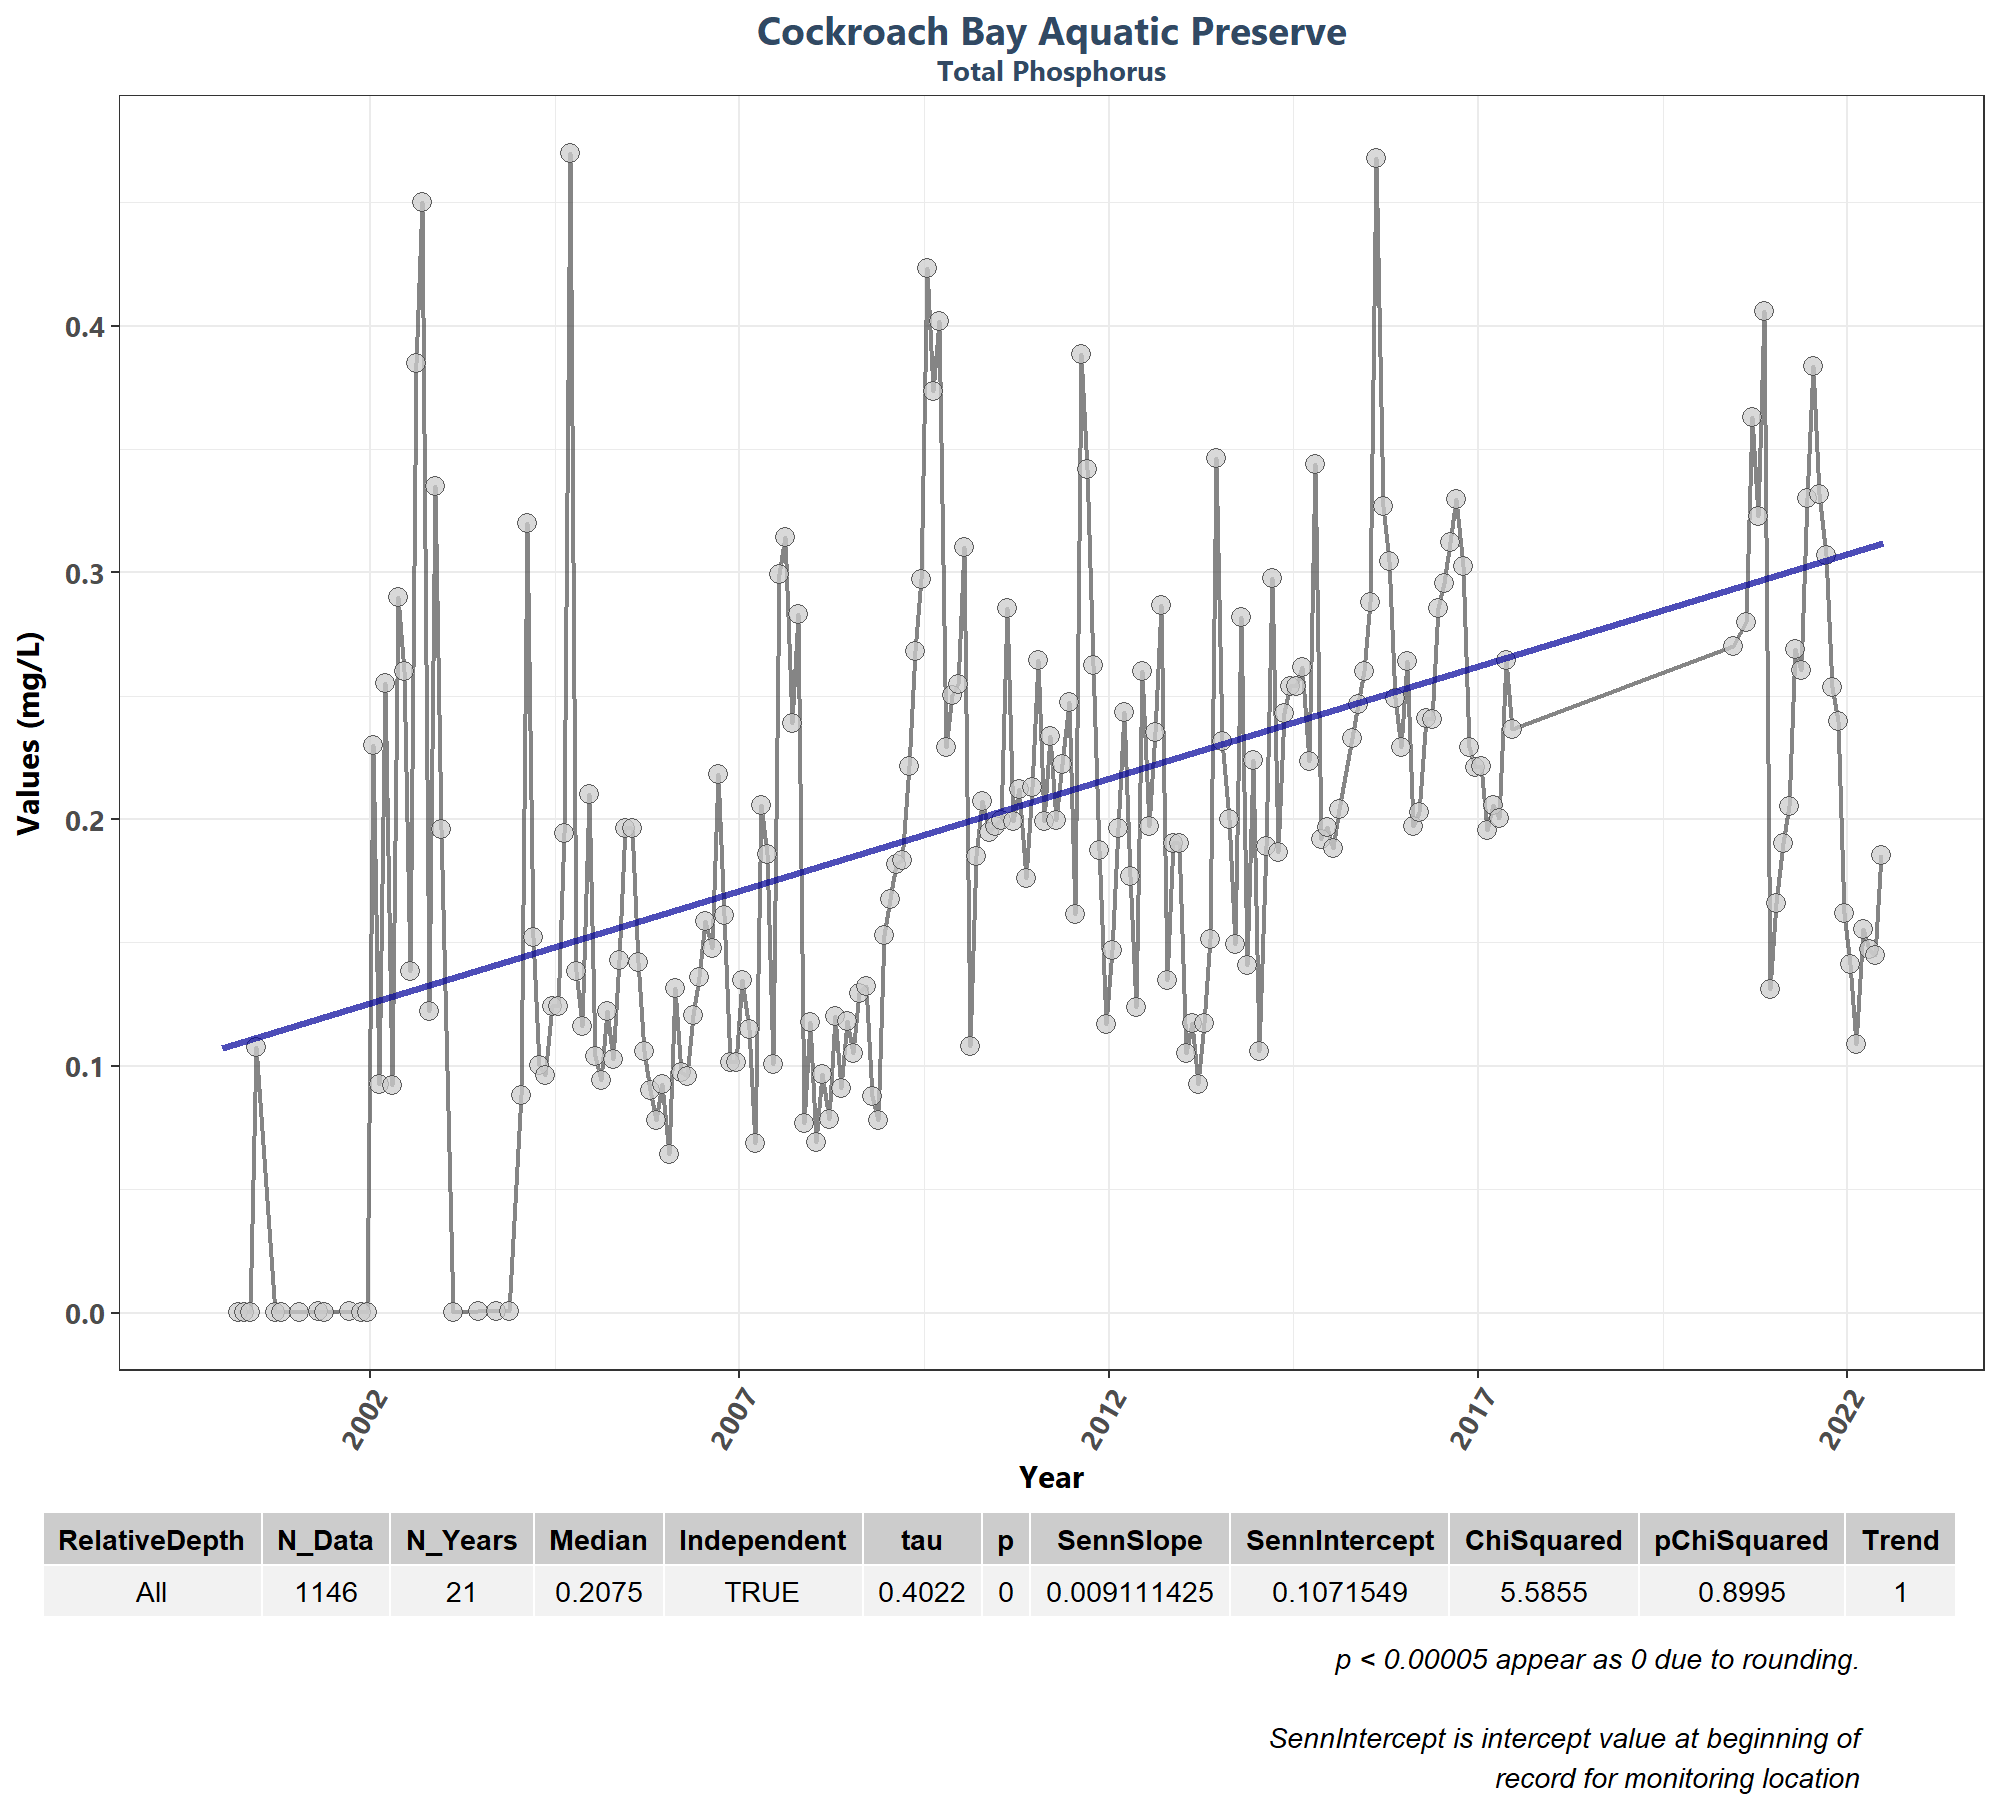 Cockroach Bay Aquatic Preserve
Total Phosphorus
Values (mg/L)
0.4
0.3
0.2
0.1
0.0
2002 2007 2012 2017 2022
Year
RelativeDepth N_Data N_Years Median Independent tau p SennSlope SennIntercept ChiSquared pChiSquared Trend
All 1146 21 0.2075 TRUE 0.4022 0 0.009111425 0.1071549 5.5855 0.8995 1
p < 0.00005 appear as 0 due to rounding.
SennIntercept is intercept value at beginning of
record for monitoring location